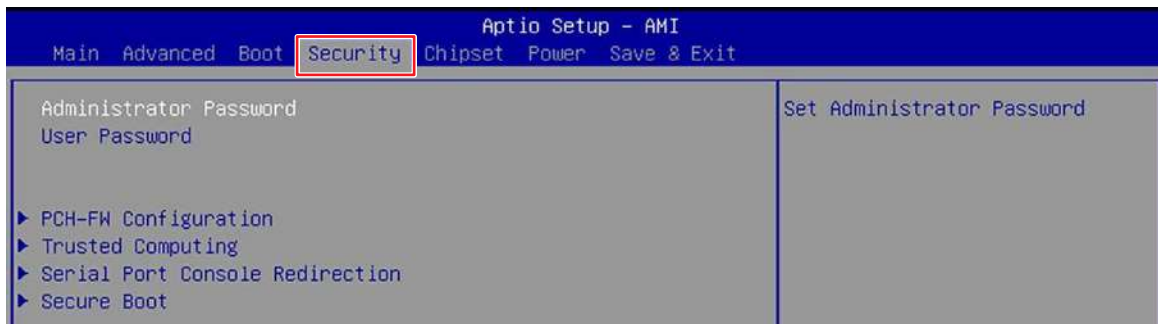 Aptio Setup - AMI
Main Advanced Boot Security Chipset Power Save & Exit
Administrator Password
User Password
► PCH-FW Configuration
► Trusted Computing
► Serial Port Console Redirection
► Secure Boot
Set Administrator Password